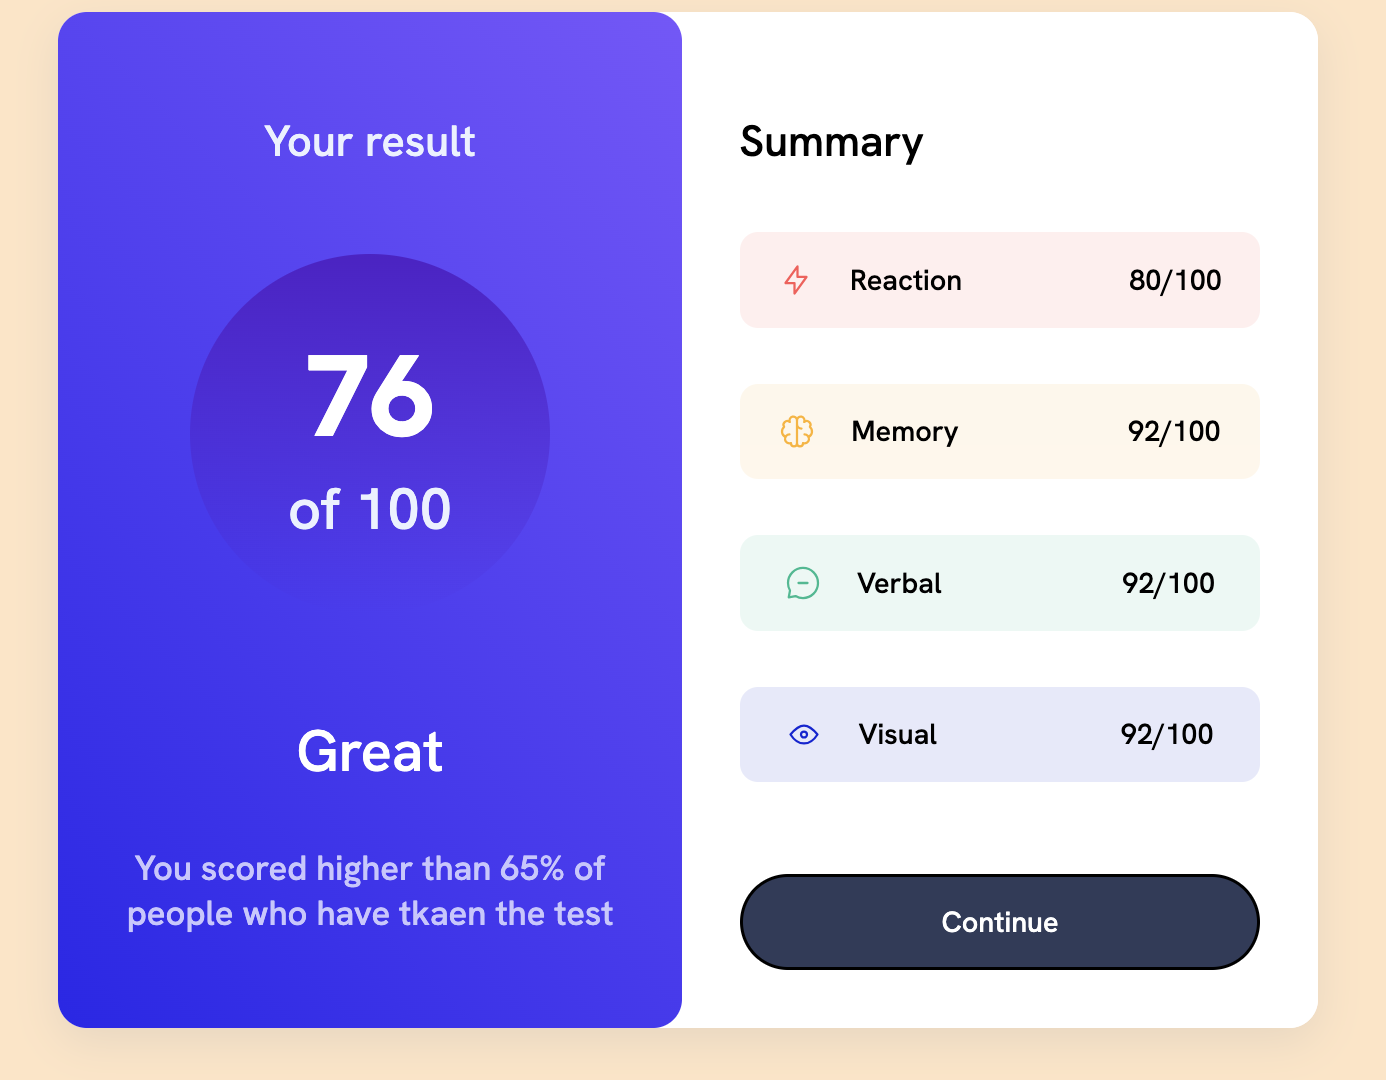 Your result
76
of 100
Great
You scored higher than 65% of
people who have tkaen the test
Summary
Reaction 80/100
Memory 92/100
Verbal 92/100
Visual 92/100
Continue